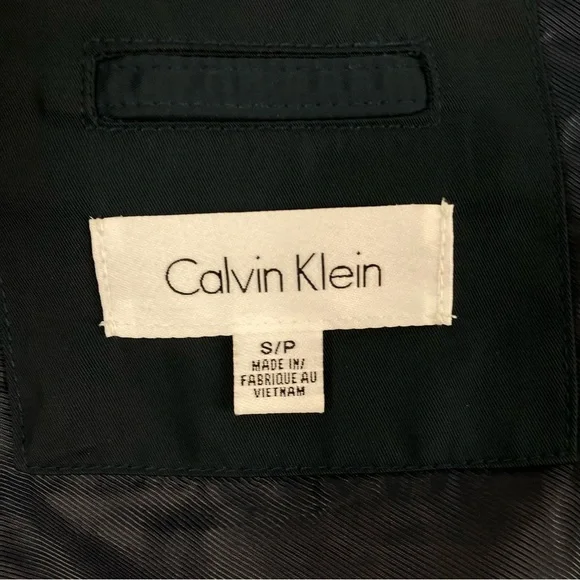 Calvin Klein
S/P
MADE IN/
FABRIQUE AU
VIETNAM